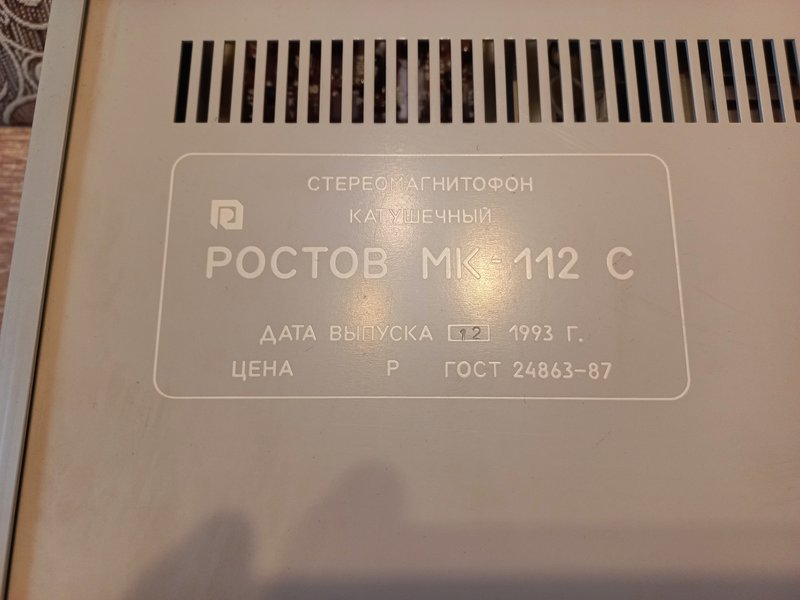 СТЕРЕОМАГНИТОФОН
КАТУШЕЧНЫЙ
РОСТОВ МК-112 С
ДАТА ВЫПУСКА 12 1993 Г.
ЦЕНА Р ГОСТ 24863-87